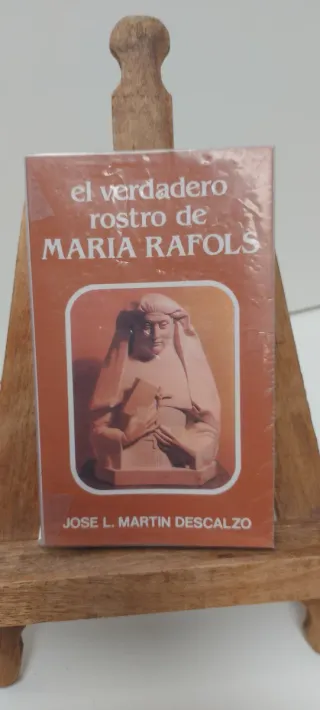 el verdadero
rostro de
MARIA RAFOLS
JOSE L. MARTIN DESCALZO